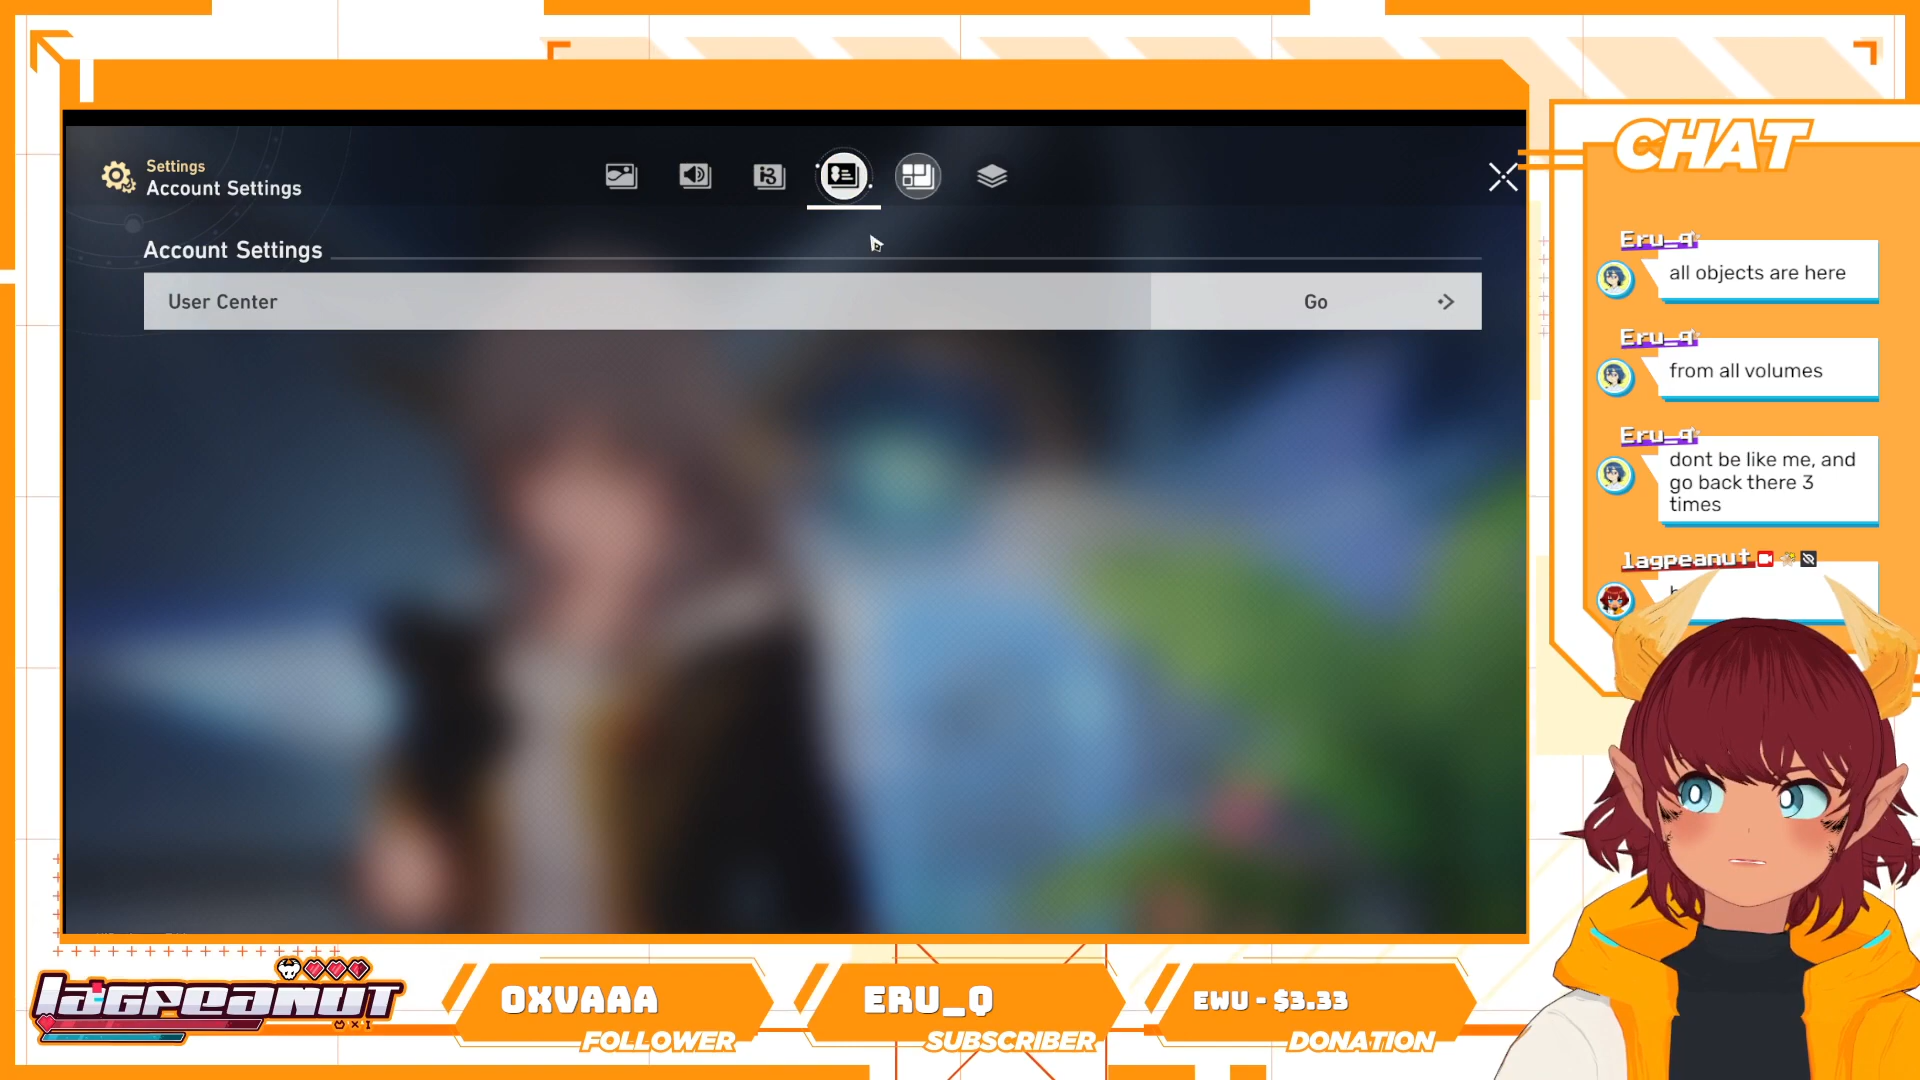 Settings
Account Settings
Account Settings
User Center
Go
CHAT
Eru_q:
all objects are here
Eru_q:
from all volumes
Eru_q:
dont be like me, and
go back there 3
times
lagpeanut
lagpeanut
OXVAAA
FOLLOWER
ERU_Q
SUBSCRIBER
EWU - $3.33
DONATION